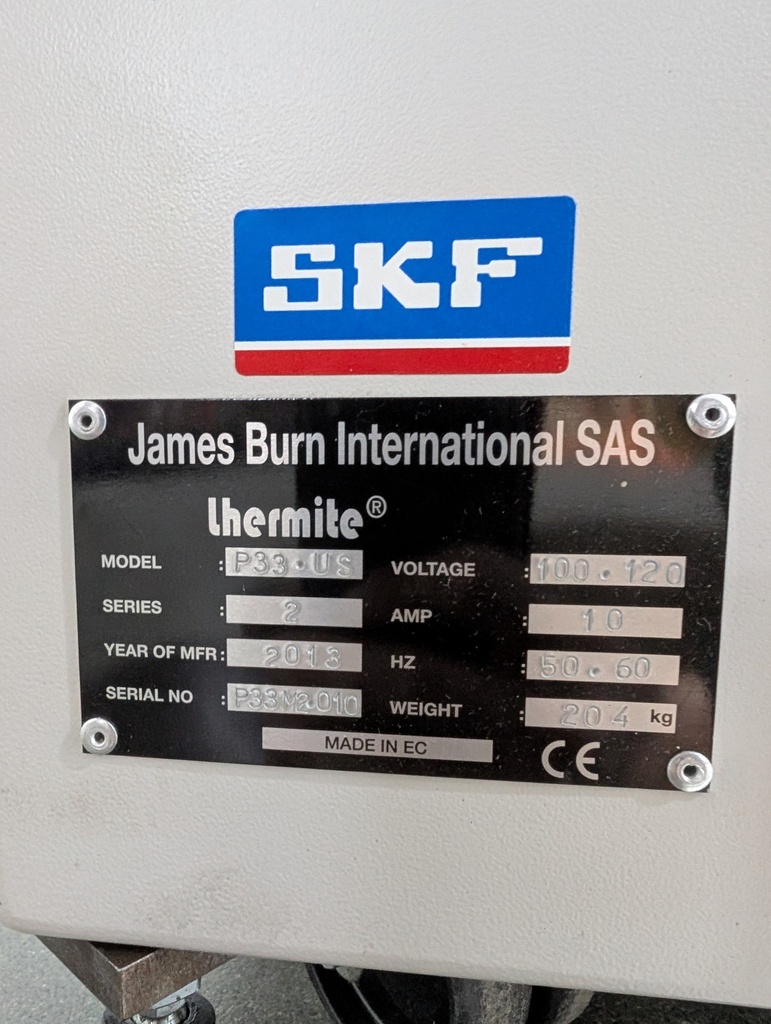 SKF
James Burn International SAS
lhermite®
MODEL : P33.US
VOLTAGE : 100.120
SERIES : 2
AMP : 10
YEAR OF MFR : 2013
HZ : 50.60
SERIAL NO : P33M2010
WEIGHT : 204 kg
MADE IN EC
CE